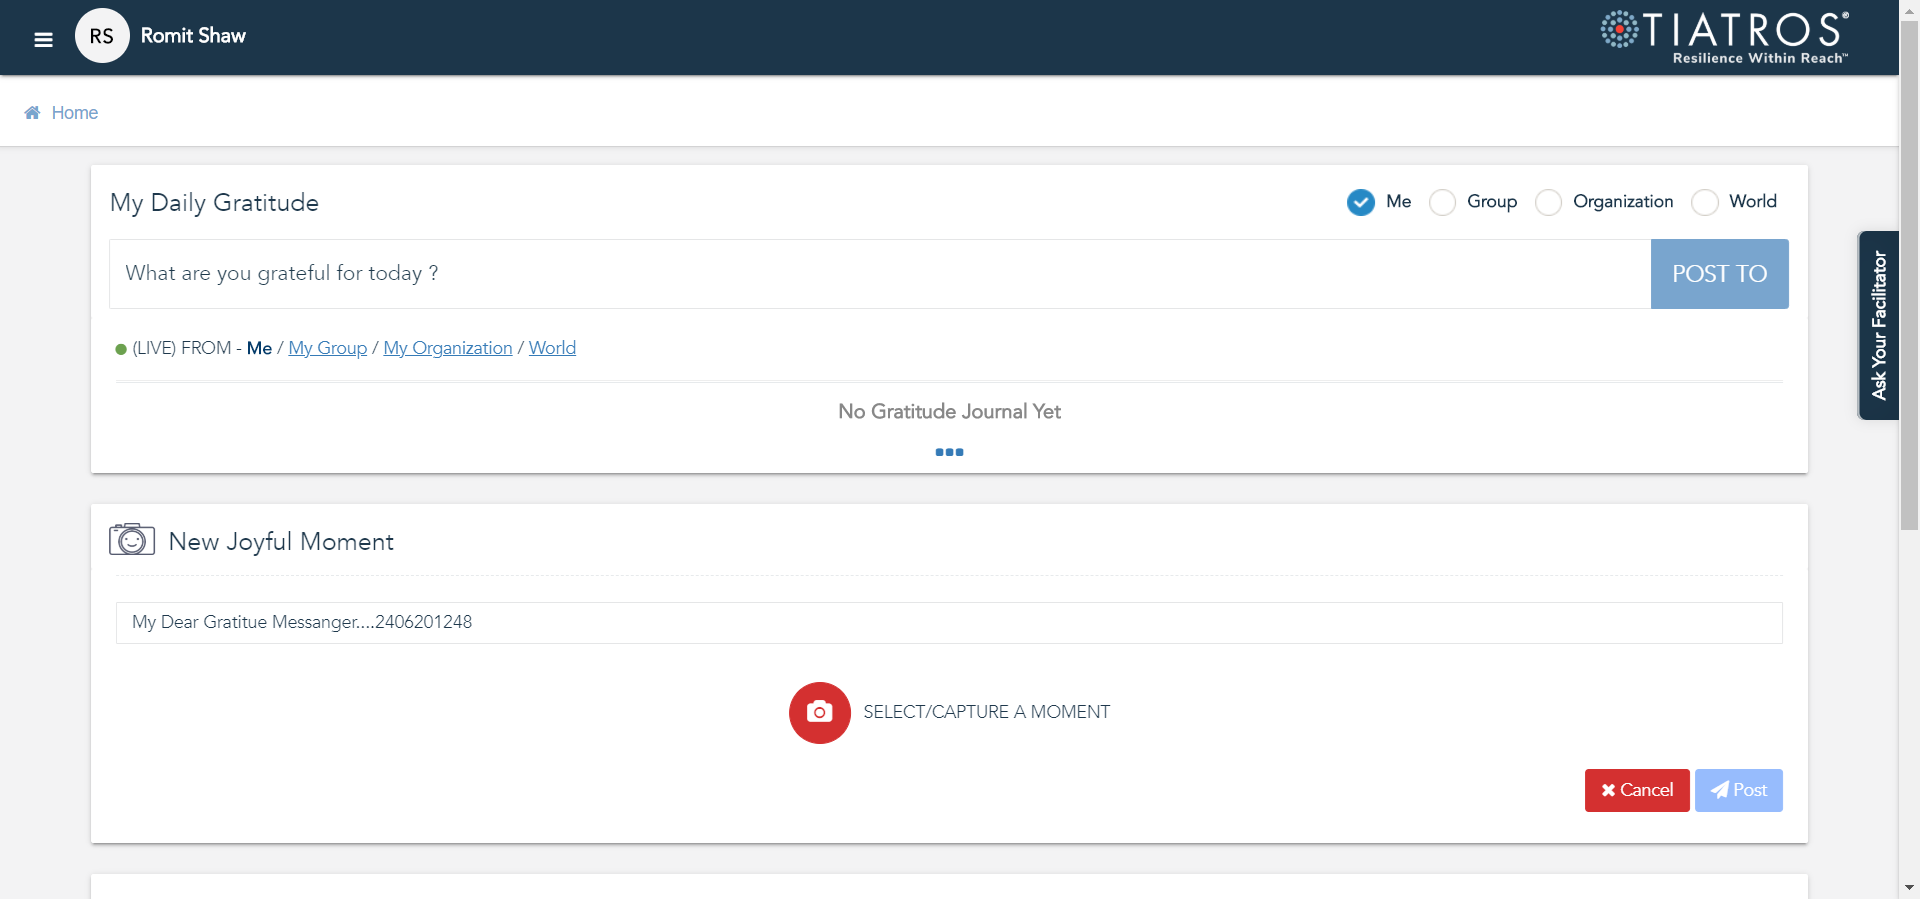 RS Romit Shaw
TIATROS®
Resilience Within Reach™
Home
My Daily Gratitude
Me Group Organization World
What are you grateful for today ?
POST TO
(LIVE) FROM - Me / My Group / My Organization / World
No Gratitude Journal Yet
Ask Your Facilitator
New Joyful Moment
My Dear Gratitue Messanger....2406201248
SELECT/CAPTURE A MOMENT
Cancel Post